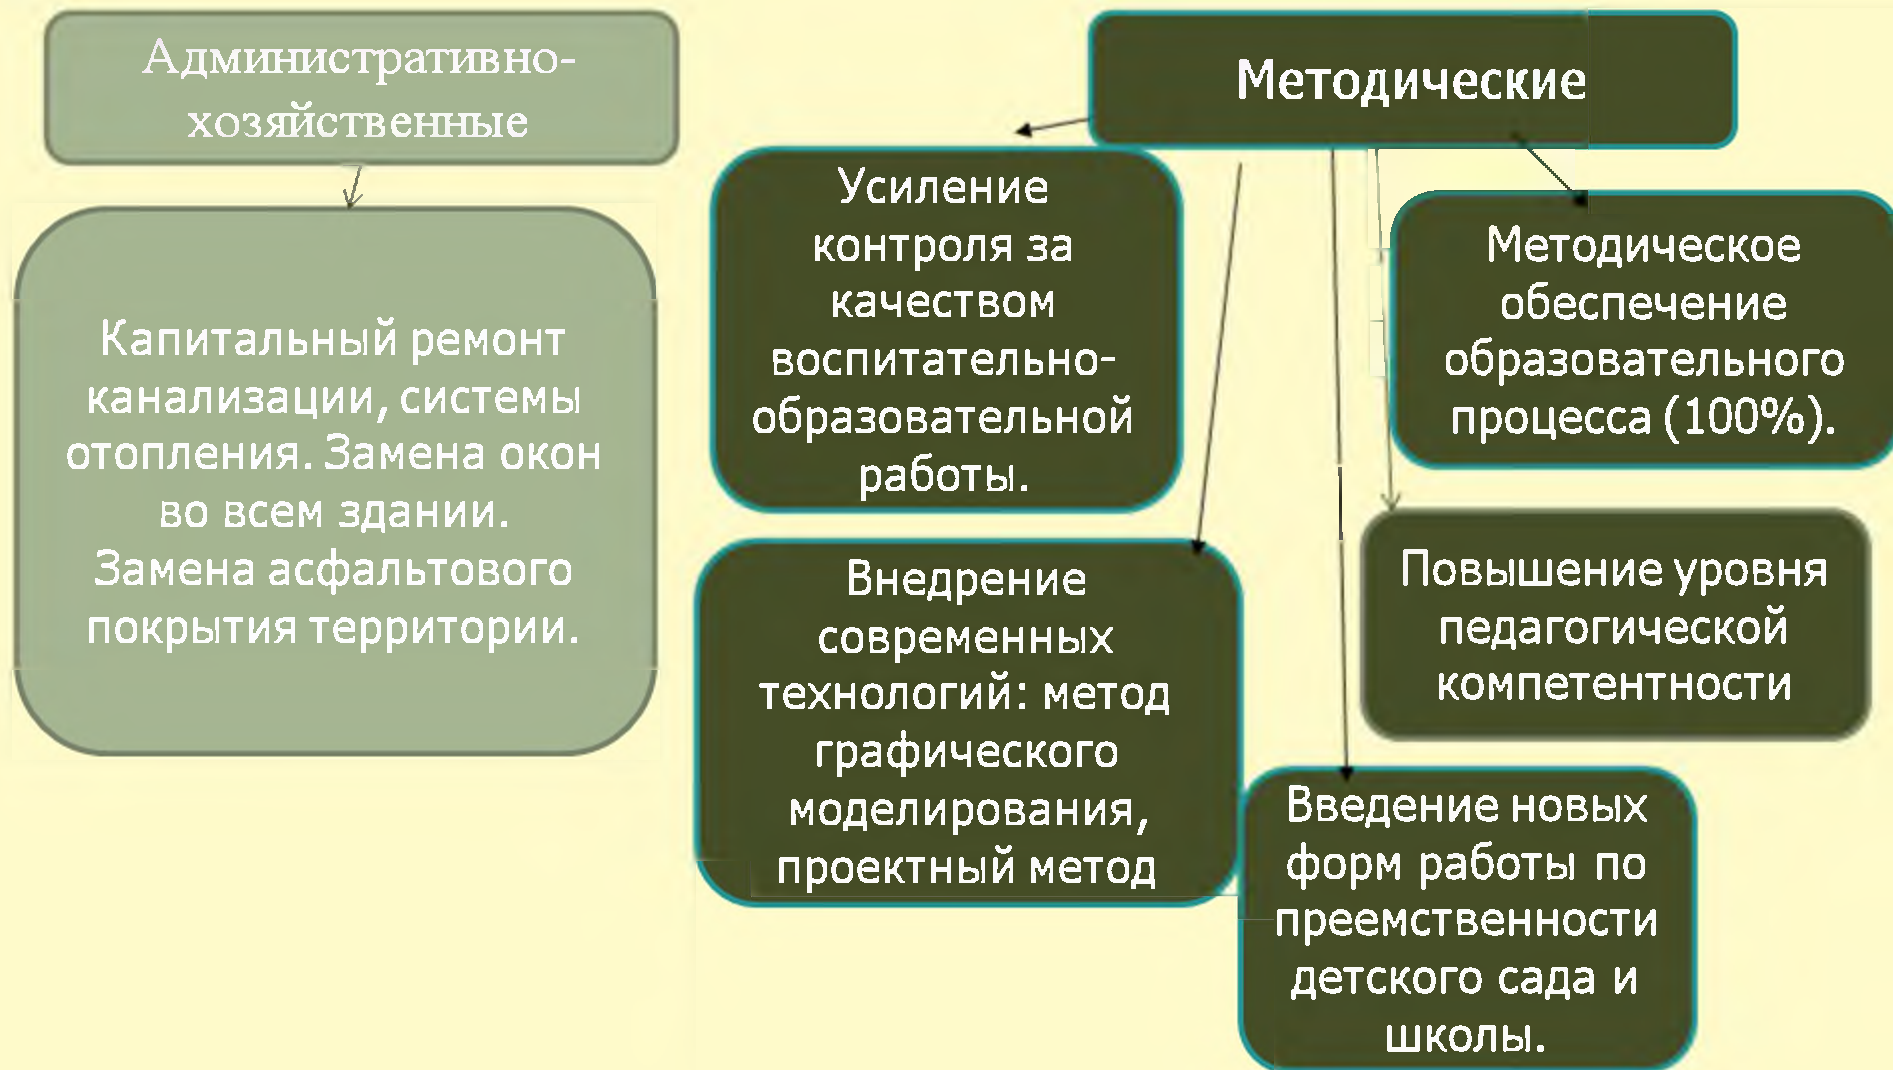 Административно-
хозяйственные
Капитальный ремонт
канализации, системы
отопления. Замена окон
во всем здании.
Замена асфальтового
покрытия территории.
Методические
Усиление
контроля за
качеством
воспитательно-
образовательной
работы.
Методическое
обеспечение
образовательного
процесса (100%).
Внедрение
современных
технологий: метод
графического
моделирования,
проектный метод
Повышение уровня
педагогической
компетентности
Введение новых
форм работы по
преемственности
детского сада и
школы.